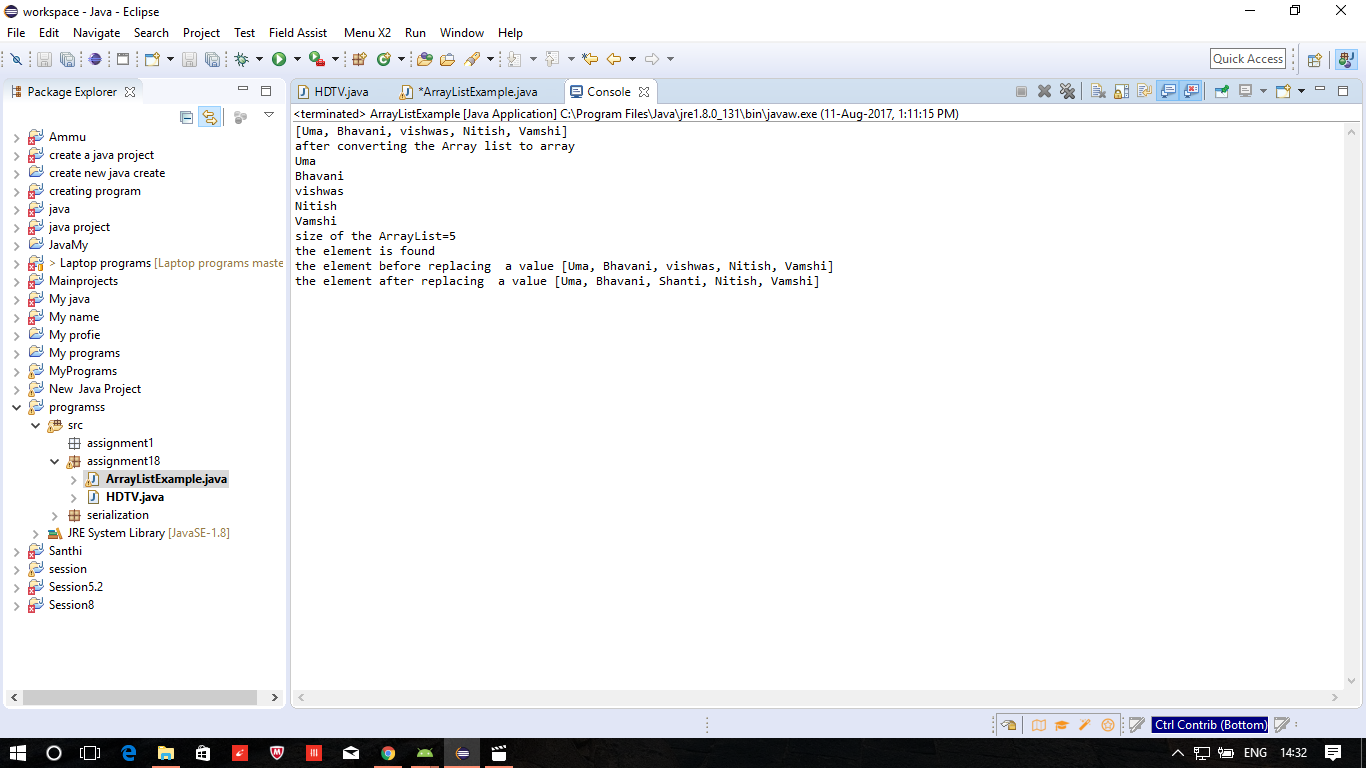 workspace - Java - Eclipse
File Edit Navigate Search Project Test Field Assist Menu X2 Run Window Help
Quick Access
Package Explorer
HDTV.java
*ArrayListExample.java
Console
<terminated> ArrayListExample [Java Application] C:\Program Files\Java\jre1.8.0_131\bin\javaw.exe (11-Aug-2017, 1:11:15 PM)
Ammu
create a java project
create new java create
creating program
java
java project
JavaMy
> Laptop programs [Laptop programs maste
Mainprojects
My java
My name
My profie
My programs
MyPrograms
New Java Project
programss
src
assignment1
assignment18
ArrayListExample.java
HDTV.java
serialization
JRE System Library [JavaSE-1.8]
Santhi
session
Session5.2
Session8
[Uma, Bhavani, vishwas, Nitish, Vamshi]
after converting the Array list to array
Uma
Bhavani
vishwas
Nitish
Vamshi
size of the ArrayList=5
the element is found
the element before replacing  a value [Uma, Bhavani, vishwas, Nitish, Vamshi]
the element after replacing  a value [Uma, Bhavani, Shanti, Nitish, Vamshi]
Ctrl Contrib (Bottom)
ENG 14:32